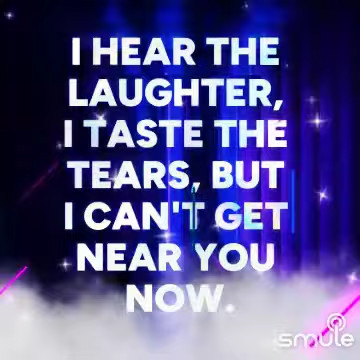 I HEAR THE
LAUGHTER,
I TASTE THE
TEARS, BUT
I CAN'T GET
NEAR YOU
NOW.
smule